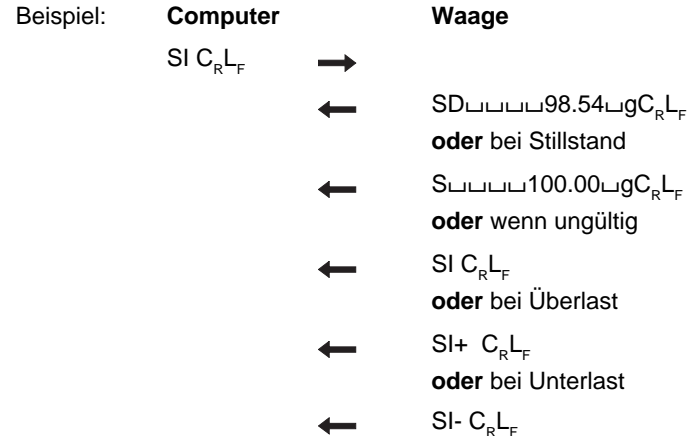 Beispiel: Computer Waage
SI CRLF
SD␣␣␣␣98.54␣gCRLF
oder bei Stillstand
S␣␣␣␣100.00␣gCRLF
oder wenn ungültig
SI CRLF
oder bei Überlast
SI+ CRLF
oder bei Unterlast
SI- CRLF